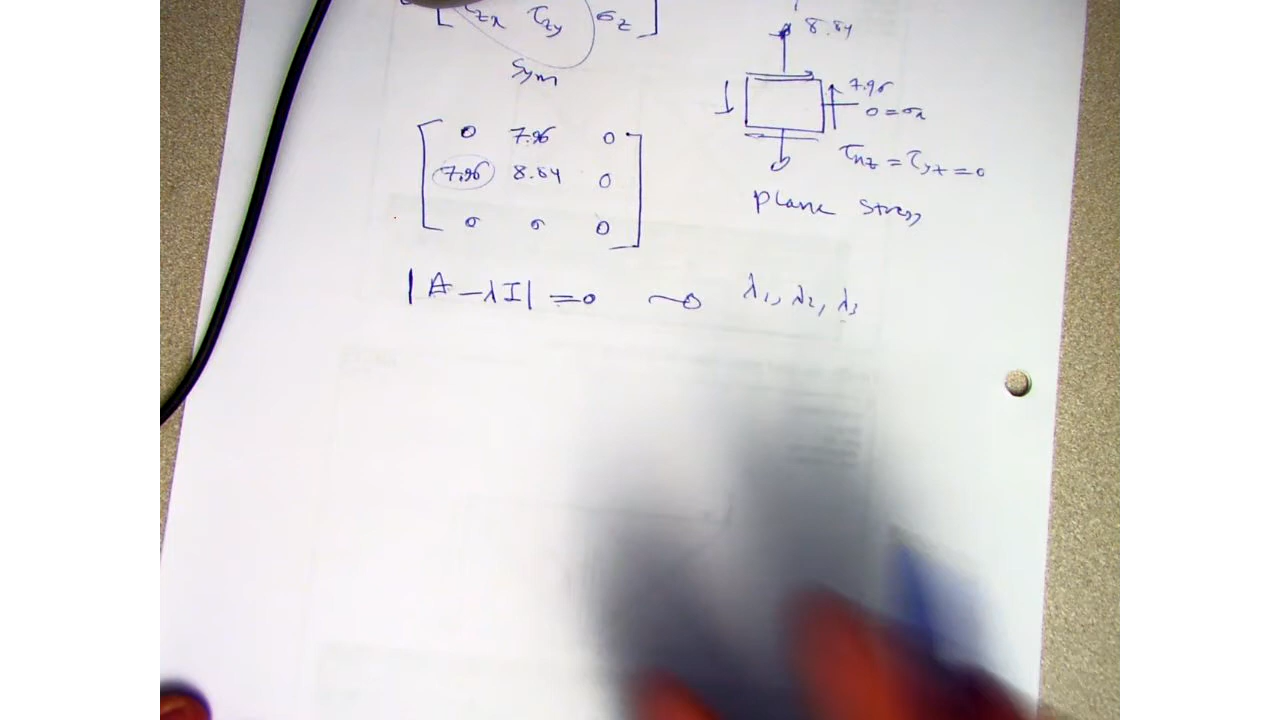 [ τzx τzy σz ]
Sym
8.84
7.96
0 = σx
τxz = τyz = 0
Plane Stress
0 7.96 0
7.96 8.84 0
0 0 0
|A - λI| = 0 → λ1, λ2, λ3